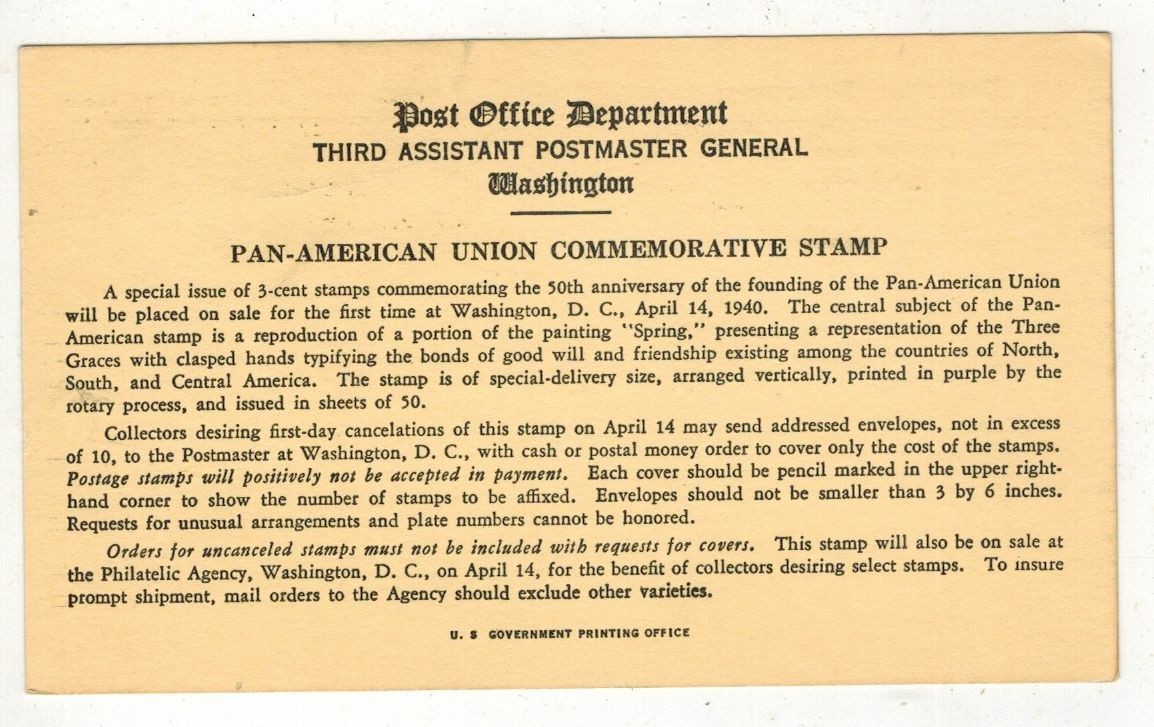 Post Office Department
THIRD ASSISTANT POSTMASTER GENERAL
Washington
PAN-AMERICAN UNION COMMEMORATIVE STAMP
A special issue of 3-cent stamps commemorating the 50th anniversary of the founding of the Pan-American Union
will be placed on sale for the first time at Washington, D. C., April 14, 1940. The central subject of the Pan-
American stamp is a reproduction of a portion of the painting "Spring," presenting a representation of the Three
Graces with clasped hands typifying the bonds of good will and friendship existing among the countries of North,
South, and Central America. The stamp is of special-delivery size, arranged vertically, printed in purple by the
rotary process, and issued in sheets of 50.
Collectors desiring first-day cancelations of this stamp on April 14 may send addressed envelopes, not in excess
of 10, to the Postmaster at Washington, D. C., with cash or postal money order to cover only the cost of the stamps.
Postage stamps will positively not be accepted in payment. Each cover should be pencil marked in the upper right-
hand corner to show the number of stamps to be affixed. Envelopes should not be smaller than 3 by 6 inches.
Requests for unusual arrangements and plate numbers cannot be honored.
Orders for uncanceled stamps must not be included with requests for covers. This stamp will also be on sale at
the Philatelic Agency, Washington, D. C., on April 14, for the benefit of collectors desiring select stamps. To insure
prompt shipment, mail orders to the Agency should exclude other varieties.
U. S GOVERNMENT PRINTING OFFICE